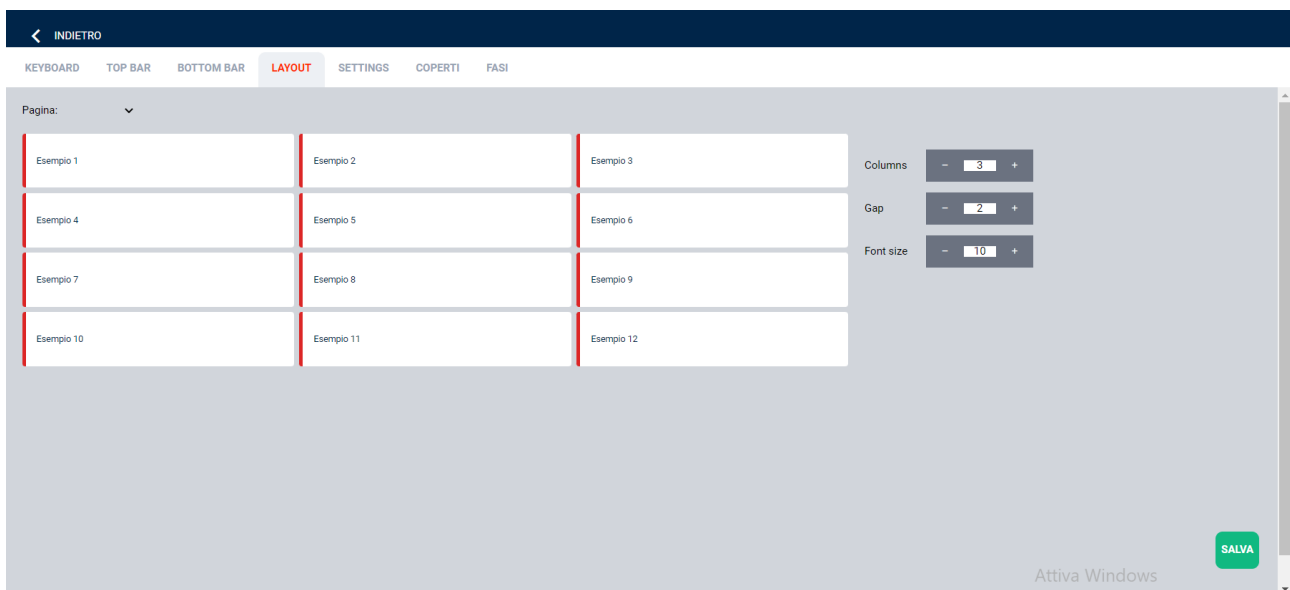 INDIETRO
KEYBOARD TOP BAR BOTTOM BAR LAYOUT SETTINGS COPERTI FASI
Pagina:
Esempio 1 Esempio 2 Esempio 3
Columns - 3 +
Esempio 4 Esempio 5 Esempio 6
Gap - 2 +
Font size - 10 +
Esempio 7 Esempio 8 Esempio 9
Esempio 10 Esempio 11 Esempio 12
SALVA
Attiva Windows